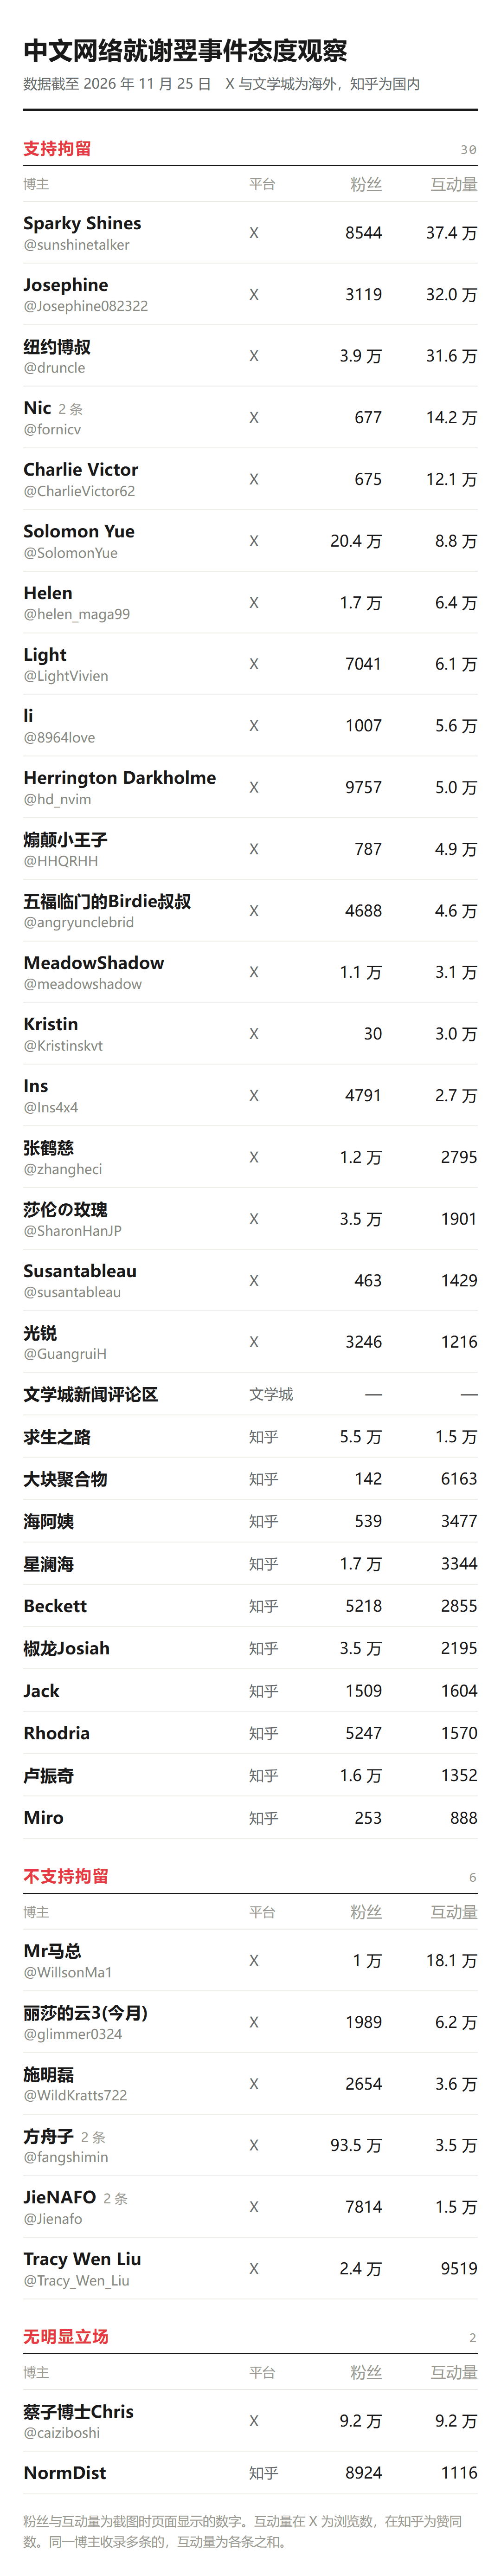 中文网络就谢翌事件态度观察
数据截至 2026 年 11 月 25 日 X 与文学城为海外，知乎为国内
支持拘留 30
博主 平台 粉丝 互动量
Sparky Shines
@sunshinetalker X 8544 37.4 万
Josephine
@Josephine082322 X 3119 32.0 万
纽约博叔
@druncle X 3.9 万 31.6 万
Nic 2 条
@fornicv X 677 14.2 万
Charlie Victor
@CharlieVictor62 X 675 12.1 万
Solomon Yue
@SolomonYue X 20.4 万 8.8 万
Helen
@helen_maga99 X 1.7 万 6.4 万
Light
@LightVivien X 7041 6.1 万
li
@8964love X 1007 5.6 万
Herrington Darkholme
@hd_nvim X 9757 5.0 万
煽颠小王子
@HHQRHH X 787 4.9 万
五福临门的Birdie叔叔
@angryunclebrid X 4688 4.6 万
MeadowShadow
@meadowshadow X 1.1 万 3.1 万
Kristin
@Kristinskvt X 30 3.0 万
Ins
@Ins4x4 X 4791 2.7 万
张鹤慈
@zhangheci X 1.2 万 2795
莎伦の玫瑰
@SharonHanJP X 3.5 万 1901
Susantableau
@susantableau X 463 1429
光锐
@GuangruiH X 3246 1216
文学城新闻评论区 文学城 — —
求生之路 知乎 5.5 万 1.5 万
大块聚合物 知乎 142 6163
海阿姨 知乎 539 3477
星澜海 知乎 1.7 万 3344
Beckett 知乎 5218 2855
椒龙Josiah 知乎 3.5 万 2195
Jack 知乎 1509 1604
Rhodria 知乎 5247 1570
卢振奇 知乎 1.6 万 1352
Miro 知乎 253 888
不支持拘留 6
博主 平台 粉丝 互动量
Mr马总
@WillsonMa1 X 1 万 18.1 万
丽莎的云3(今月)
@glimmer0324 X 1989 6.2 万
施明磊
@WildKratts722 X 2654 3.6 万
方舟子 2 条
@fangshimin X 93.5 万 3.5 万
JieNAFO 2 条
@Jienafo X 7814 1.5 万
Tracy Wen Liu
@Tracy_Wen_Liu X 2.4 万 9519
无明显立场 2
博主 平台 粉丝 互动量
蔡子博士Chris
@caiziboshi X 9.2 万 9.2 万
NormDist 知乎 8924 1116
粉丝与互动量为截图时页面显示的数字。互动量在 X 为浏览数，在知乎为赞同
数。同一博主收录多条的，互动量为各条之和。